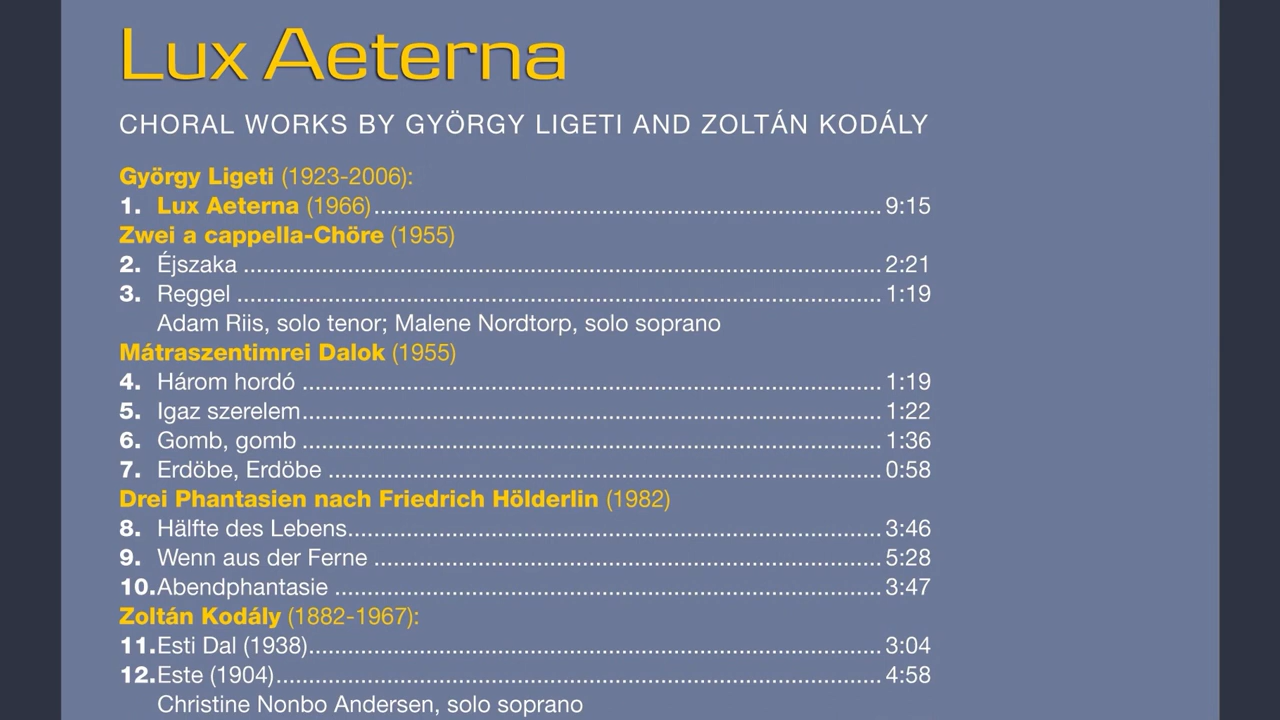 Lux Aeterna
CHORAL WORKS BY GYÖRGY LIGETI AND ZOLTÁN KODÁLY
György Ligeti (1923-2006):
1. Lux Aeterna (1966)........................................ 9:15
Zwei a cappella-Chöre (1955)
2. Éjszaka ........................................ 2:21
3. Reggel ........................................ 1:19
Adam Riis, solo tenor; Malene Nordtorp, solo soprano
Mátraszentimrei Dalok (1955)
4. Három hordó ........................................ 1:19
5. Igaz szerelem........................................ 1:22
6. Gomb, gomb ........................................ 1:36
7. Erdöbe, Erdöbe ........................................ 0:58
Drei Phantasien nach Friedrich Hölderlin (1982)
8. Hälfte des Lebens........................................ 3:46
9. Wenn aus der Ferne ........................................ 5:28
10.Abendphantasie ........................................ 3:47
Zoltán Kodály (1882-1967):
11.Esti Dal (1938)........................................ 3:04
12.Este (1904)........................................ 4:58
Christine Nonbo Andersen, solo soprano